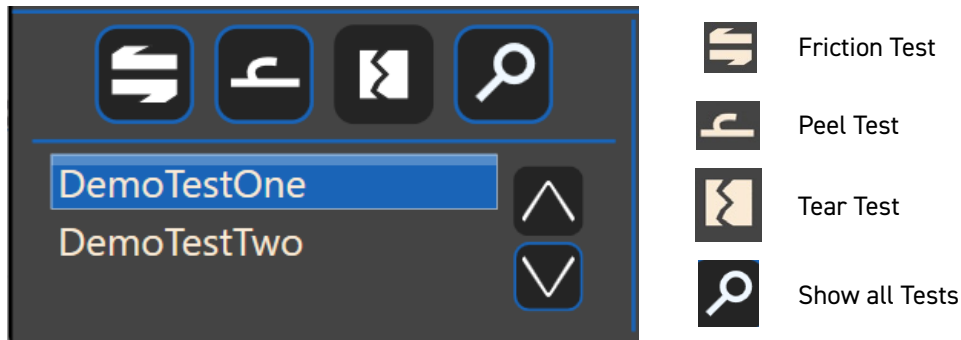 DemoTestOne
DemoTestTwo
Friction Test
Peel Test
Tear Test
Show all Tests